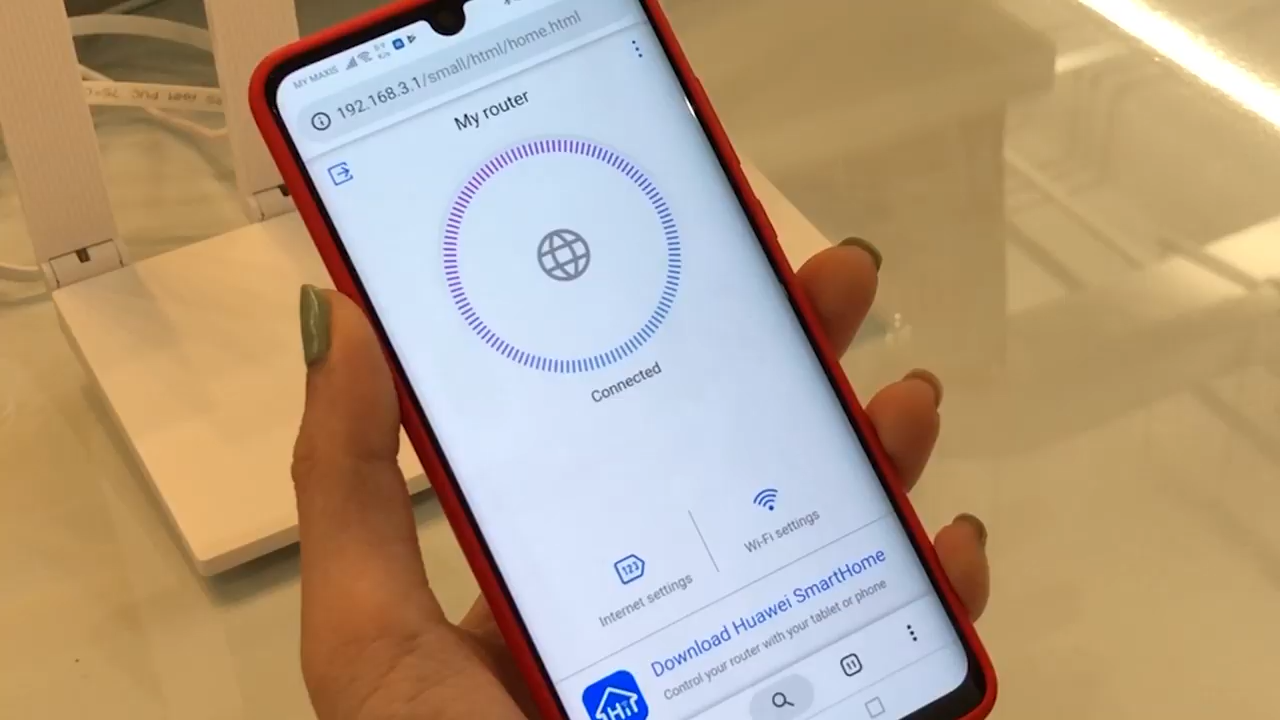 MY MAXIS
192.168.3.1/small/html/home.html
My router
Connected
123
Internet settings
Wi-Fi settings
Download Huawei SmartHome
Control your router with your tablet or phone
Hi
11